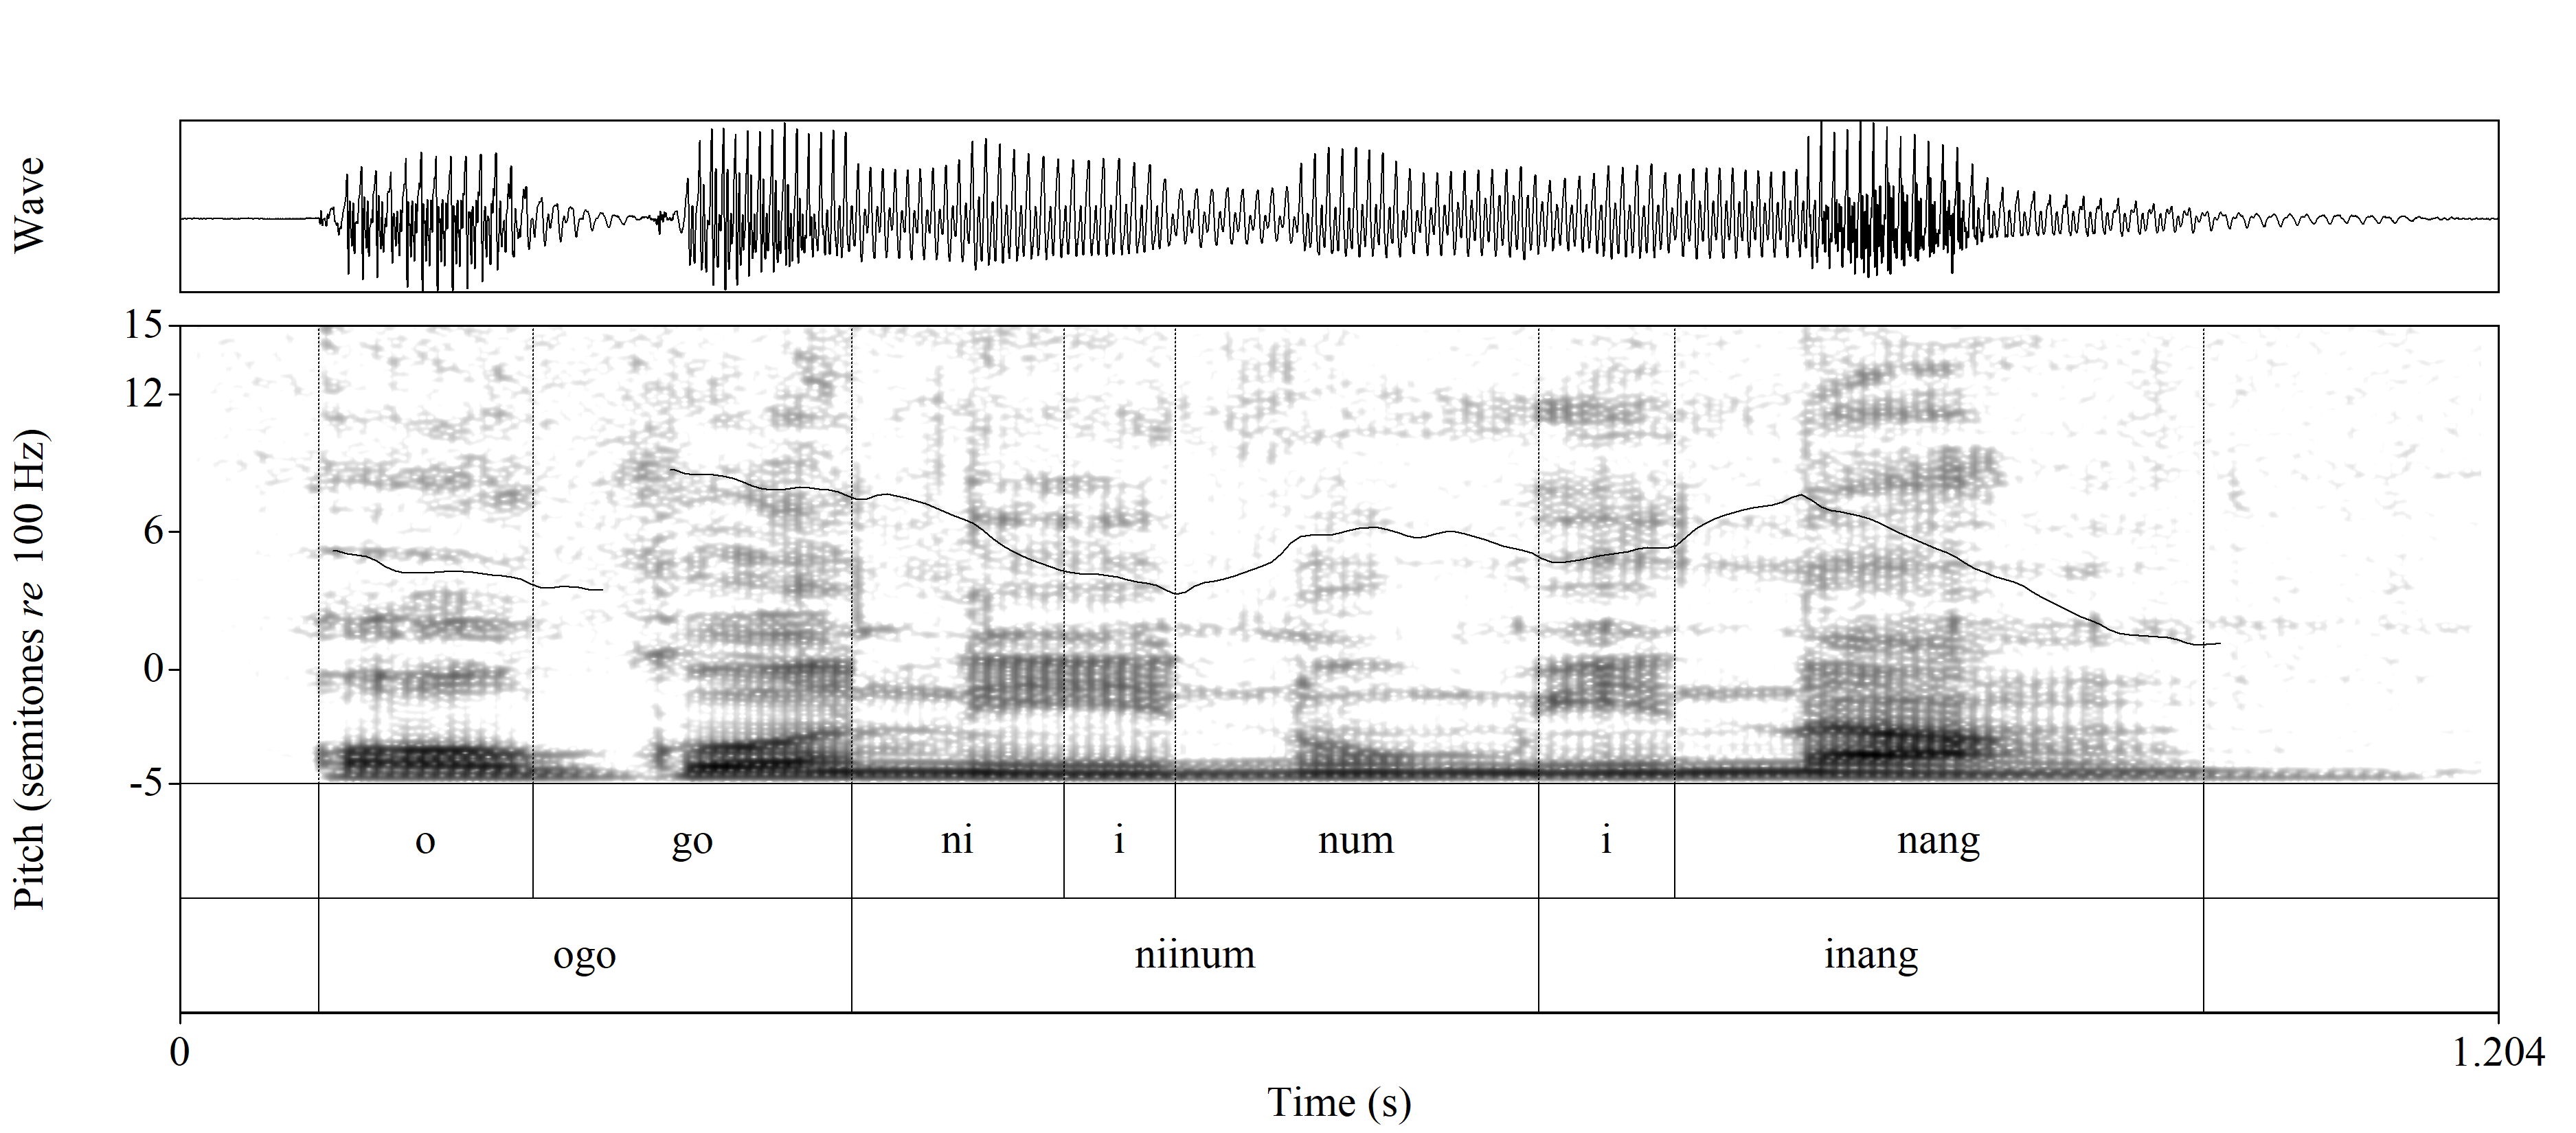 Wave
Pitch (semitones re 100 Hz)
15
12
6
0
-5
o go ni i num i nang
ogo niinum inang
0 1.204
Time (s)